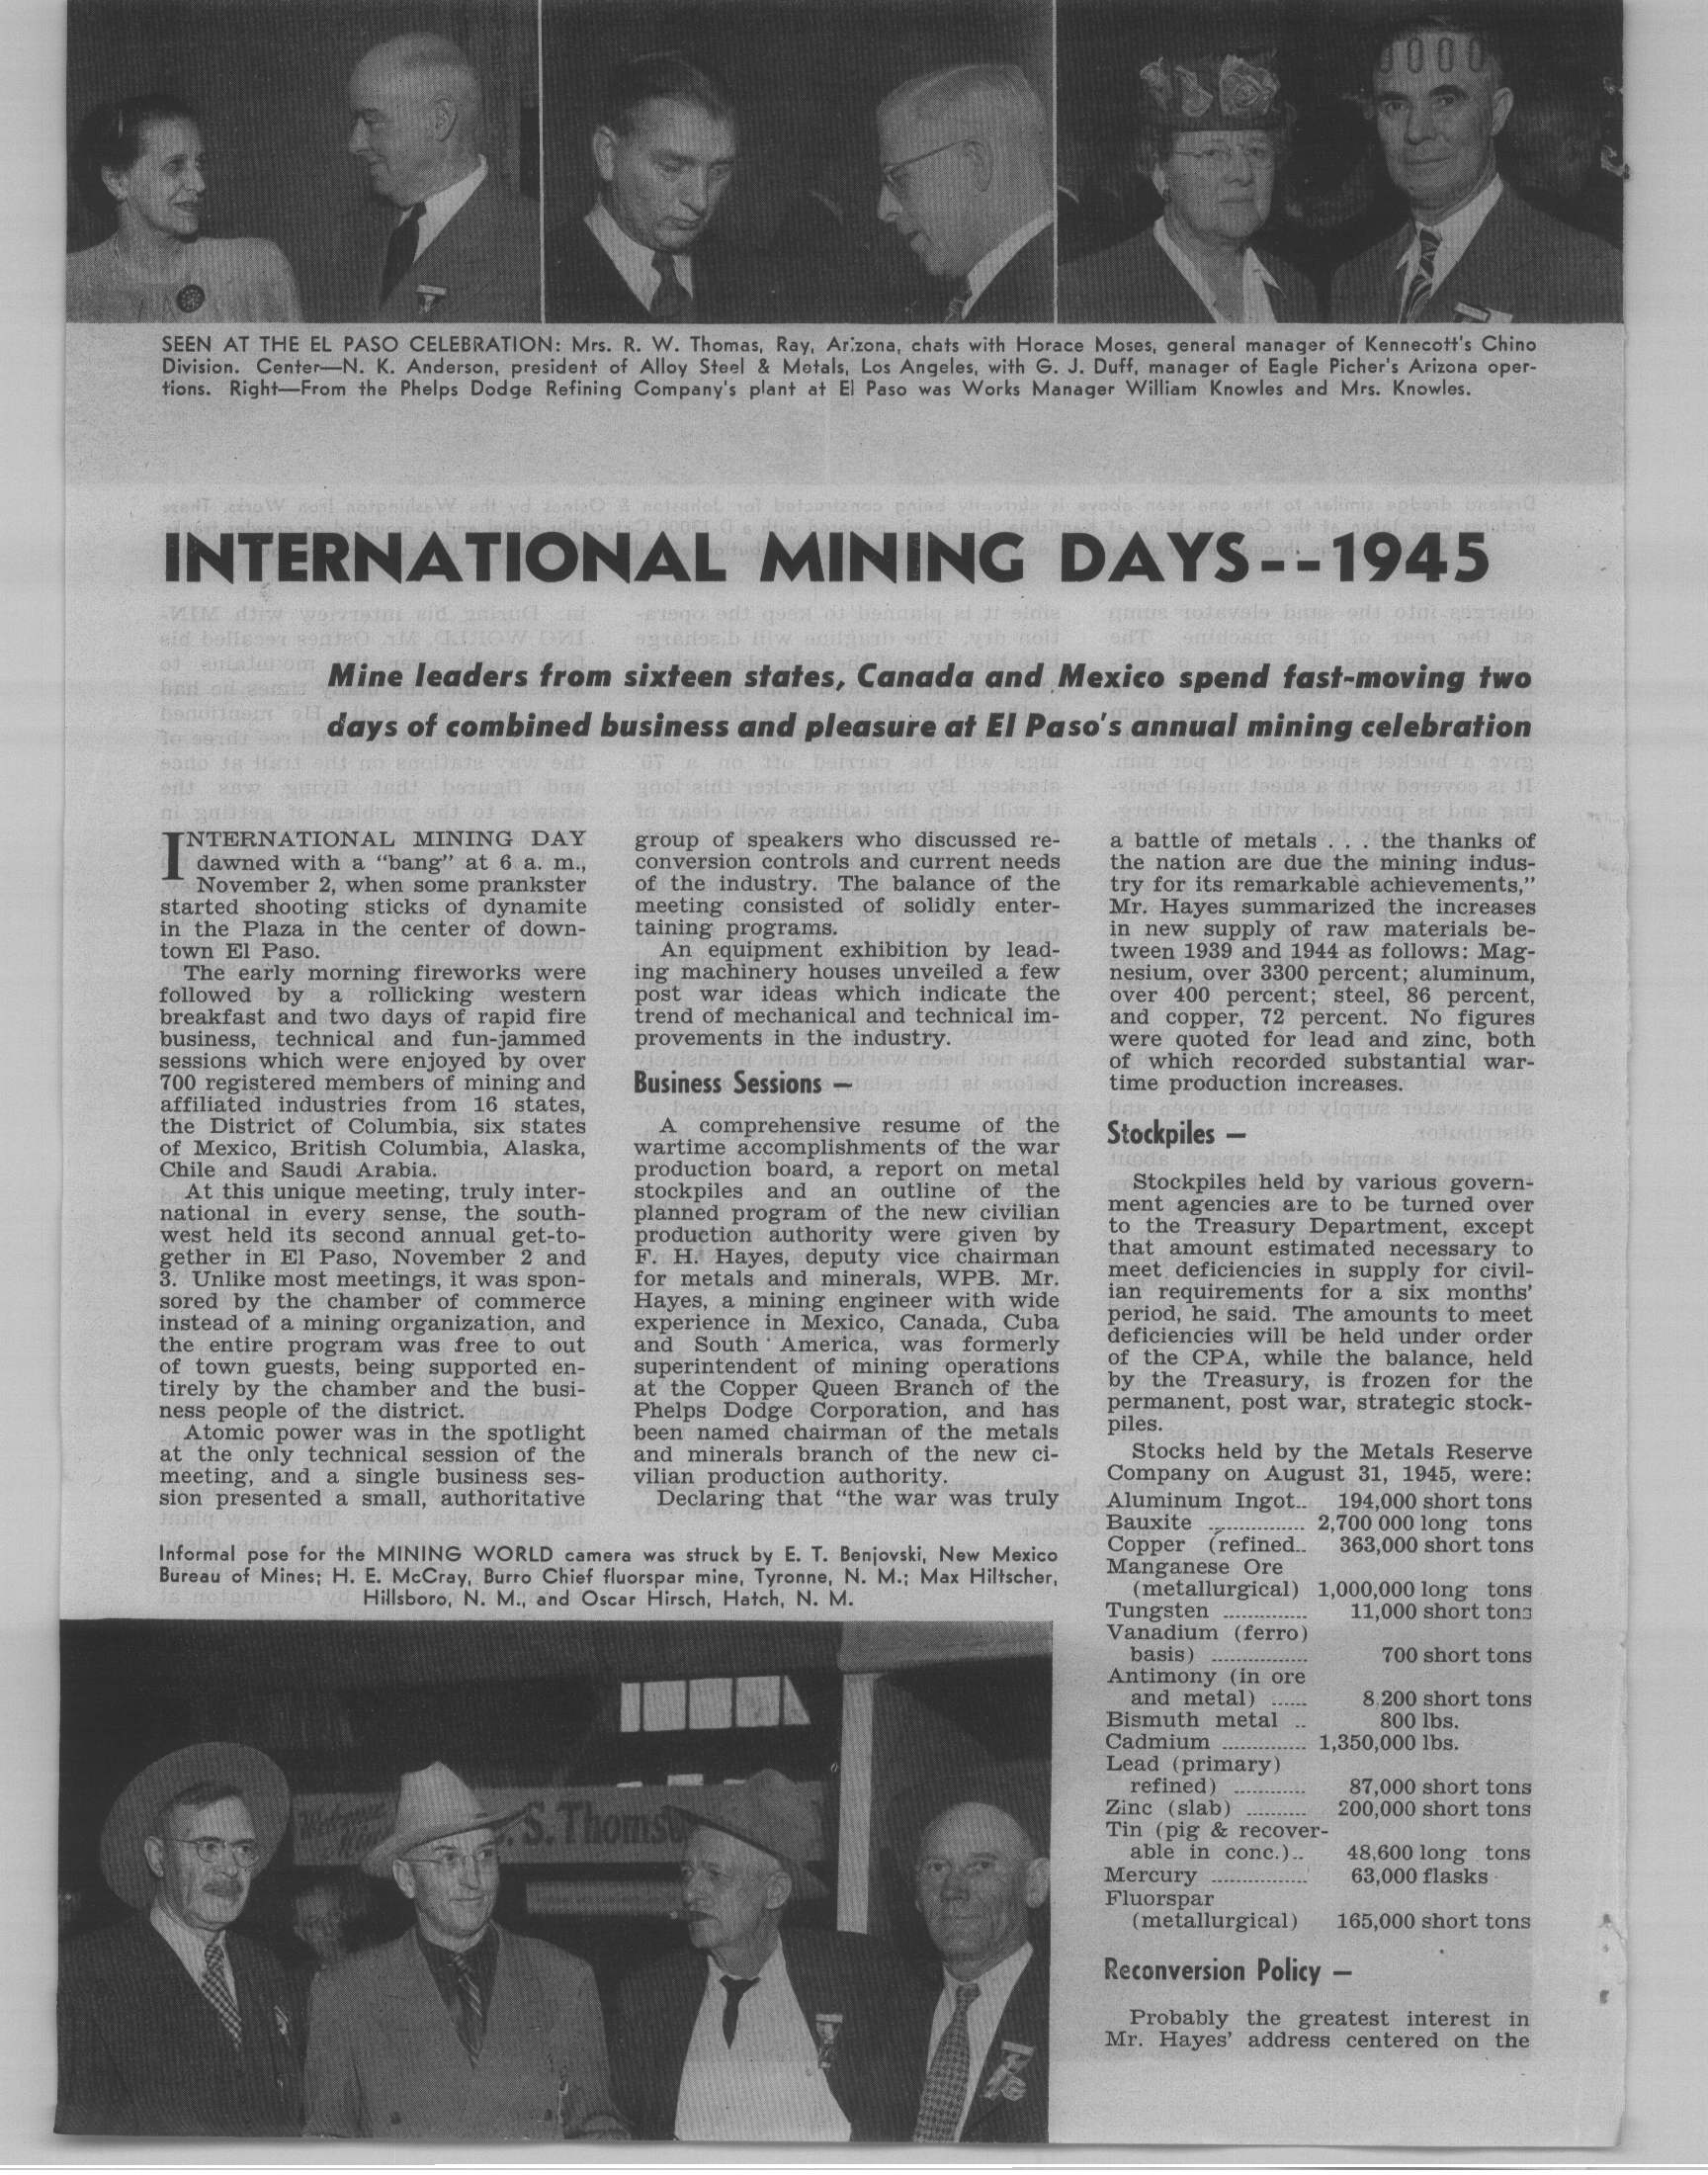 SEEN AT THE EL PASO CELEBRATION: Mrs. R. W. Thomas, Ray, Arizona, chats with Horace Moses, general manager of Kennecott's Chino
Division. Center—N. K. Anderson, president of Alloy Steel & Metals, Los Angeles, with G. J. Duff, manager of Eagle Picher's Arizona oper-
tions. Right—From the Phelps Dodge Refining Company's plant at El Paso was Works Manager William Knowles and Mrs. Knowles.
INTERNATIONAL MINING DAYS--1945
Mine leaders from sixteen states, Canada and Mexico spend fast-moving two
days of combined business and pleasure at El Paso's annual mining celebration
INTERNATIONAL MINING DAY
dawned with a "bang" at 6 a. m.,
November 2, when some prankster
started shooting sticks of dynamite
in the Plaza in the center of down-
town El Paso.
The early morning fireworks were
followed by a rollicking western
breakfast and two days of rapid fire
business, technical and fun-jammed
sessions which were enjoyed by over
700 registered members of mining and
affiliated industries from 16 states,
the District of Columbia, six states
of Mexico, British Columbia, Alaska,
Chile and Saudi Arabia.
At this unique meeting, truly inter-
national in every sense, the south-
west held its second annual get-to-
gether in El Paso, November 2 and
3. Unlike most meetings, it was spon-
sored by the chamber of commerce
instead of a mining organization, and
the entire program was free to out
of town guests, being supported en-
tirely by the chamber and the busi-
ness people of the district.
Atomic power was in the spotlight
at the only technical session of the
meeting, and a single business ses-
sion presented a small, authoritative
group of speakers who discussed re-
conversion controls and current needs
of the industry. The balance of the
meeting consisted of solidly enter-
taining programs.
An equipment exhibition by lead-
ing machinery houses unveiled a few
post war ideas which indicate the
trend of mechanical and technical im-
provements in the industry.
Business Sessions —
A comprehensive resume of the
wartime accomplishments of the war
production board, a report on metal
stockpiles and an outline of the
planned program of the new civilian
production authority were given by
F. H. Hayes, deputy vice chairman
for metals and minerals, WPB. Mr.
Hayes, a mining engineer with wide
experience in Mexico, Canada, Cuba
and South America, was formerly
superintendent of mining operations
at the Copper Queen Branch of the
Phelps Dodge Corporation, and has
been named chairman of the metals
and minerals branch of the new ci-
vilian production authority.
Declaring that "the war was truly
a battle of metals . . . the thanks of
the nation are due the mining indus-
try for its remarkable achievements,"
Mr. Hayes summarized the increases
in new supply of raw materials be-
tween 1939 and 1944 as follows: Mag-
nesium, over 3300 percent; aluminum,
over 400 percent; steel, 86 percent,
and copper, 72 percent. No figures
were quoted for lead and zinc, both
of which recorded substantial war-
time production increases.
Stockpiles —
Stockpiles held by various govern-
ment agencies are to be turned over
to the Treasury Department, except
that amount estimated necessary to
meet deficiencies in supply for civil-
ian requirements for a six months'
period, he said. The amounts to meet
deficiencies will be held under order
of the CPA, while the balance, held
by the Treasury, is frozen for the
permanent, post war, strategic stock-
piles.
Stocks held by the Metals Reserve
Company on August 31, 1945, were:
Aluminum Ingot.. 194,000 short tons
Bauxite ................ 2,700 000 long tons
Copper (refined.. 363,000 short tons
Manganese Ore
(metallurgical) 1,000,000 long tons
Tungsten .............. 11,000 short tons
Vanadium (ferro)
basis) ................ 700 short tons
Antimony (in ore
and metal) ...... 8,200 short tons
Bismuth metal .. 800 lbs.
Cadmium .............. 1,350,000 lbs.
Lead (primary)
refined) ............ 87,000 short tons
Zinc (slab) .......... 200,000 short tons
Tin (pig & recover-
able in conc.).. 48,600 long tons
Mercury ................ 63,000 flasks
Fluorspar
(metallurgical) 165,000 short tons
Reconversion Policy —
Probably the greatest interest in
Mr. Hayes' address centered on the
Informal pose for the MINING WORLD camera was struck by E. T. Benjovski, New Mexico
Bureau of Mines; H. E. McCray, Burro Chief fluorspar mine, Tyronne, N. M.; Max Hiltscher,
Hillsboro, N. M., and Oscar Hirsch, Hatch, N. M.
Welcome
S. Thoms